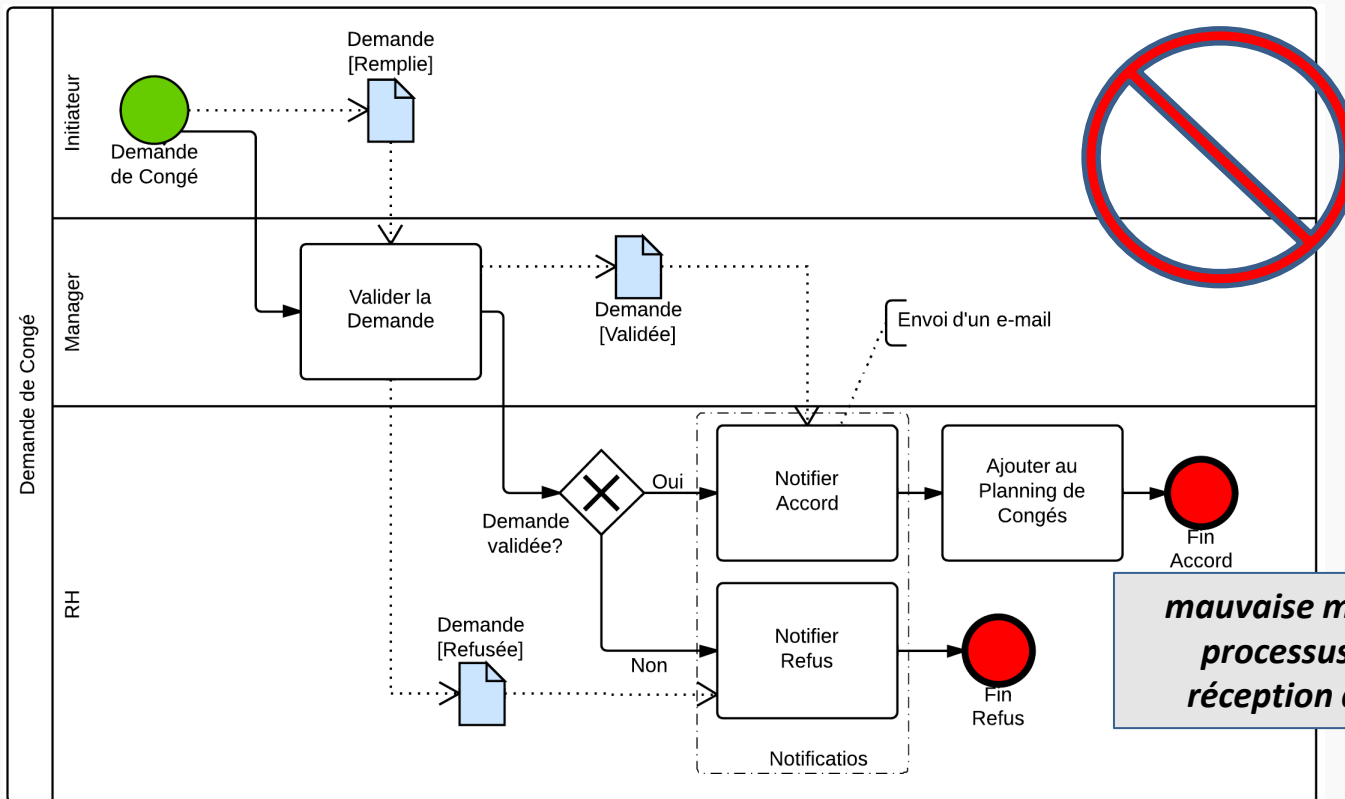 Demande de Congé
Initiateur
Demande
de Congé
Demande
[Remplie]
Manager
Valider la
Demande
Demande
[Validée]
Envoi d'un e-mail
RH
Demande
validée?
Oui
Non
Notifier
Accord
Ajouter au
Planning de
Congés
Fin
Accord
Demande
[Refusée]
Notifier
Refus
Fin
Refus
Notificatios
mauvaise
processus
réception